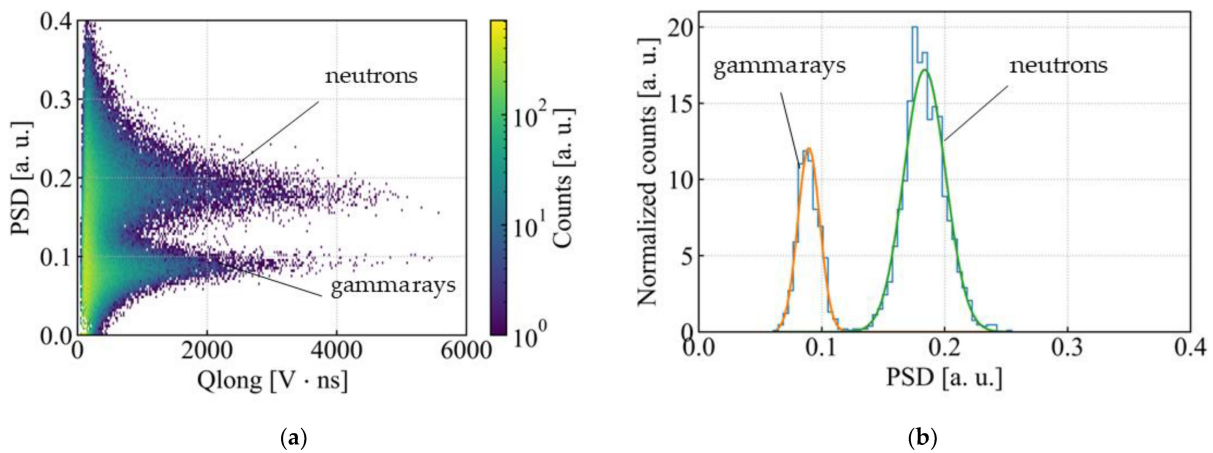 0.4
0.3
0.2
0.1
0.0
PSD [a. u.]
neutrons
gammarays
0
2000
4000
6000
Qlong [V · ns]
10²
10¹
10⁰
Counts [a. u.]
(a)
20
15
10
5
0
Normalized counts [a. u.]
gammarays
neutrons
0.0
0.1
0.2
0.3
0.4
PSD [a. u.]
(b)